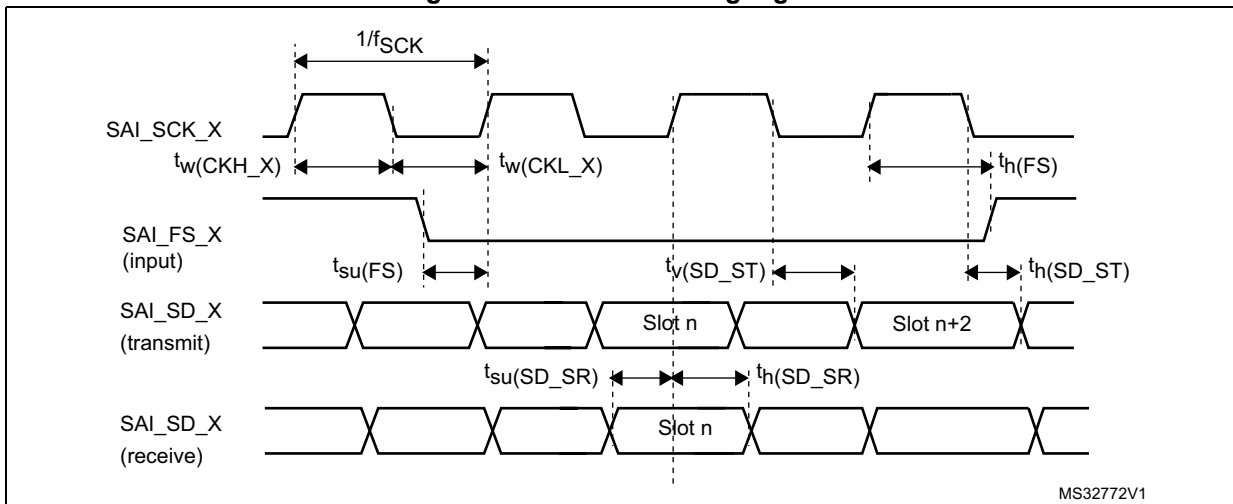 1/fSCK
SAI_SCK_X
tw(CKH_X)
tw(CKL_X)
th(FS)
SAI_FS_X
(input)
tsu(FS)
tv(SD_ST)
th(SD_ST)
SAI_SD_X
(transmit)
Slot n
Slot n+2
tsu(SD_SR)
th(SD_SR)
SAI_SD_X
(receive)
Slot n
MS32772V1